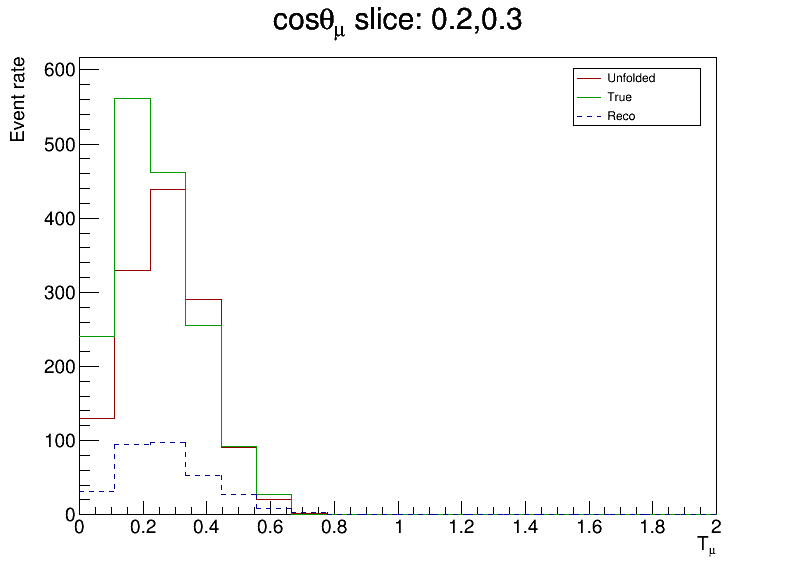 cosθμ slice: 0.2,0.3
Event rate
600
500
400
300
200
100
0
Unfolded
True
Reco
0 0.2 0.4 0.6 0.8 1 1.2 1.4 1.6 1.8 2
Tμ